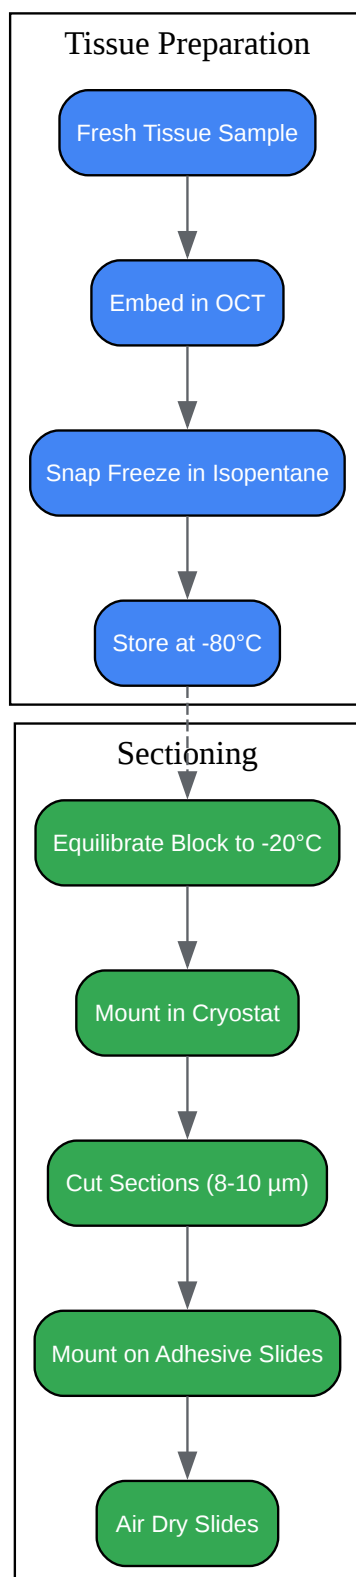 Tissue Preparation
Fresh Tissue Sample
Embed in OCT
Snap Freeze in Isopentane
Store at -80°C
Sectioning
Equilibrate Block to -20°C
Mount in Cryostat
Cut Sections (8-10 µm)
Mount on Adhesive Slides
Air Dry Slides